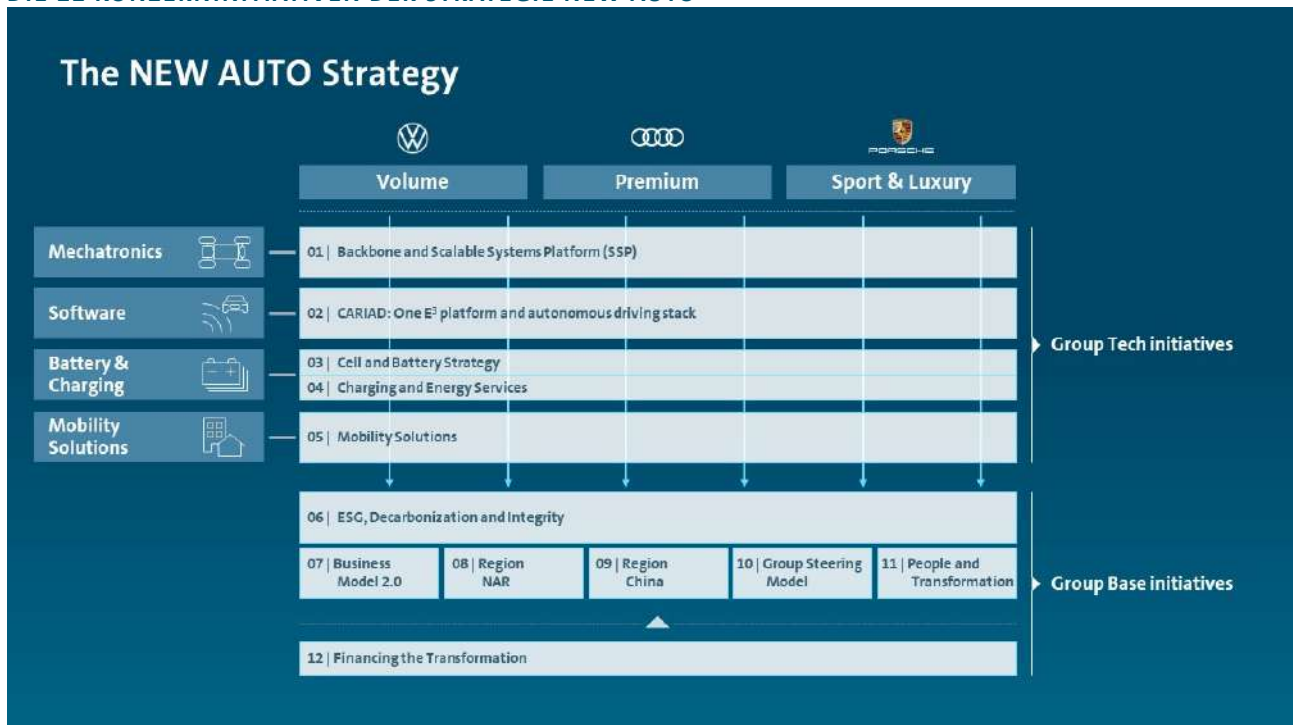 The NEW AUTO Strategy
PORSCHE
Volume
Premium
Sport & Luxury
Mechatronics
01 | Backbone and Scalable Systems Platform (SSP)
Software
02 | CARIAD: One E³ platform and autonomous driving stack
Battery &
Charging
03 | Cell and Battery Strategy
04 | Charging and Energy Services
Mobility
Solutions
05 | Mobility Solutions
Group Tech initiatives
06 | ESG, Decarbonization and Integrity
07 | Business
Model 2.0
08 | Region
NAR
09 | Region
China
10 | Group Steering
Model
11 | People and
Transformation
12 | Financing the Transformation
Group Base initiatives